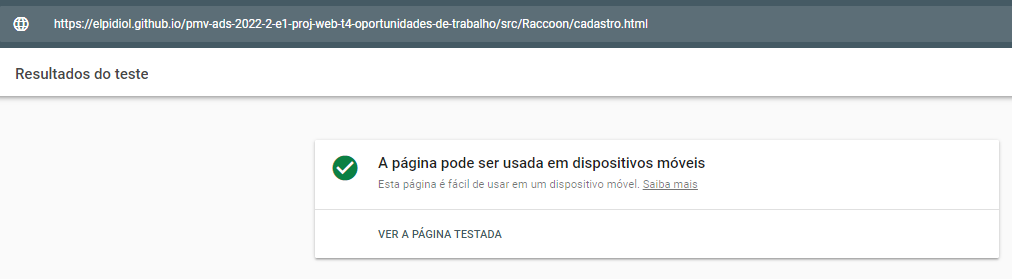 https://elpidiol.github.io/pmv-ads-2022-2-e1-proj-web-t4-oportunidades-de-trabalho/src/Raccoon/cadastro.html
Resultados do teste
A página pode ser usada em dispositivos móveis
Esta página é fácil de usar em um dispositivo móvel. Saiba mais
VER A PÁGINA TESTADA